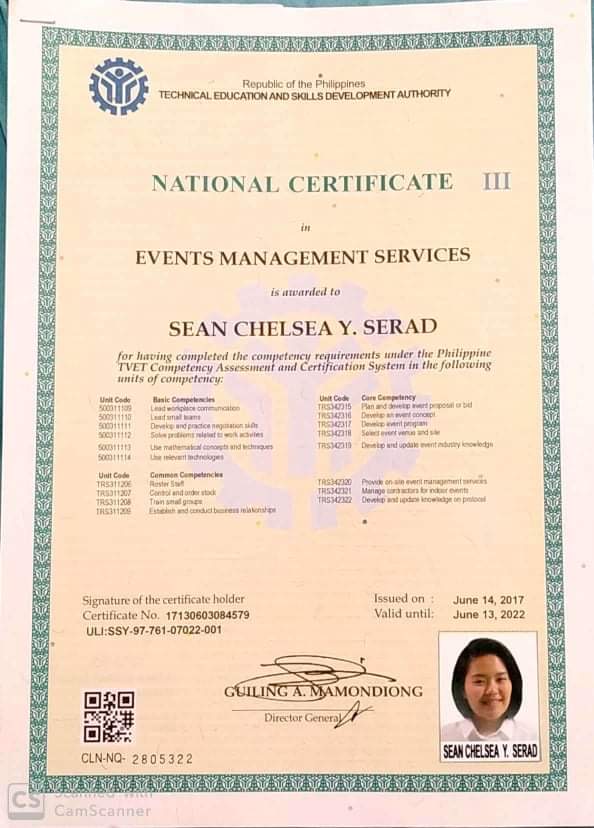 Republic of the Philippines
TECHNICAL EDUCATION AND SKILLS DEVELOPMENT AUTHORITY
NATIONAL CERTIFICATE III
in
EVENTS MANAGEMENT SERVICES
is awarded to
SEAN CHELSEA Y. SERAD
for having completed the competency requirements under the Philippine
TVET Competency Assessment and Certification System in the following
units of competency:
Unit Code Basic Competencies
500311109 Lead workplace communication
500311110 Lead small teams
500311111 Develop and practice negotiation skills
500311112 Solve problems related to work activities
500311113 Use mathematical concepts and techniques
500311114 Use relevant technologies
Unit Code Common Competencies
TRS311206 Roster Staff
TRS311207 Control and order stock
TRS311208 Train small groups
TRS311209 Establish and conduct business relationships
Unit Code Core Competency
TRS342315 Plan and develop event proposal or bid
TRS342316 Develop an event concept
TRS342317 Develop event program
TRS342318 Select event venue and site
TRS342319 Develop and update event industry knowledge
TRS342320 Provide on-site event management services
TRS342321 Manage contractors for indoor events
TRS342322 Develop and update knowledge on protocol
Signature of the certificate holder
Certificate No. 17130603084579
ULI:SSY-97-761-07022-001
Issued on : June 14, 2017
Valid until: June 13, 2022
GUILING A. MAMONDIONG
Director General
SEAN CHELSEA Y. SERAD
CLN-NQ- 2805322
CS
Scanned with
CamScanner